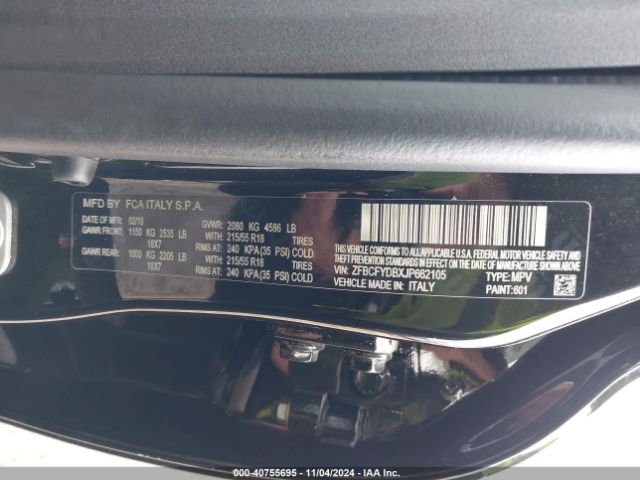 MFD BY FCA ITALY S.P.A.
DATE OF MFD: 02/18 GVWR: 2080 KG 4586 LB
GAWR FRONT: 1150 KG 2535 LB WITH 215/55 R18 TIRES
18X7 RIMS AT: 240 KPA(35 PSI) COLD
GAWR REAR: 1000 KG 2205 LB WITH 215/55 R18 TIRES
18X7 RIMS AT: 240 KPA(35 PSI) COLD
THIS VEHICLE CONFORMS TO ALL APPLICABLE U.S.A. FEDERAL MOTOR VEHICLE SAFETY, BUMPER AND
THEFT PREVENTION STANDARDS IN EFFECT ON THE DATE OF MANUFACTURE SHOWN ABOVE
VIN: ZFBCFYDBXJP662105 TYPE: MPV
VEHICLE MADE IN: ITALY PAINT:601
000-40755695 - 11/04/2024 - IAA Inc.